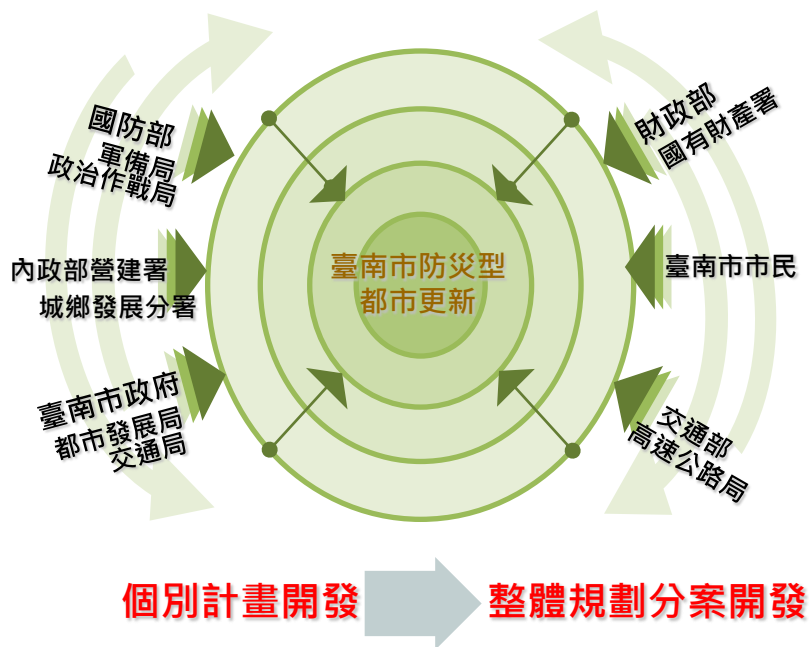 國防部
軍備局
政治作戰局
財政部
國有財產署
內政部營建署
城鄉發展分署
臺南市防災型
都市更新
臺南市市民
臺南市政府
都市發展局
交通局
交通部
高速公路局
個別計畫開發
整體規劃分案開發